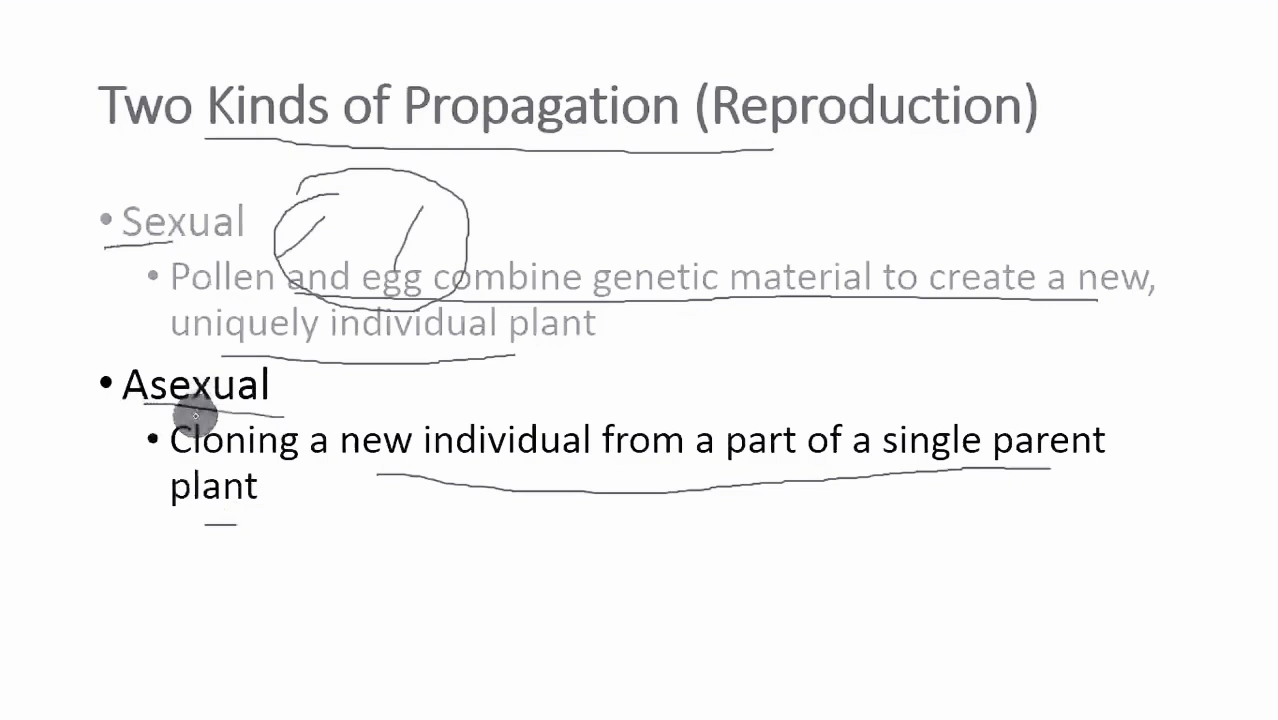 Two Kinds of Propagation (Reproduction)
• Sexual
• Pollen and egg combine genetic material to create a new,
uniquely individual plant
• Asexual
• Cloning a new individual from a part of a single parent
plant